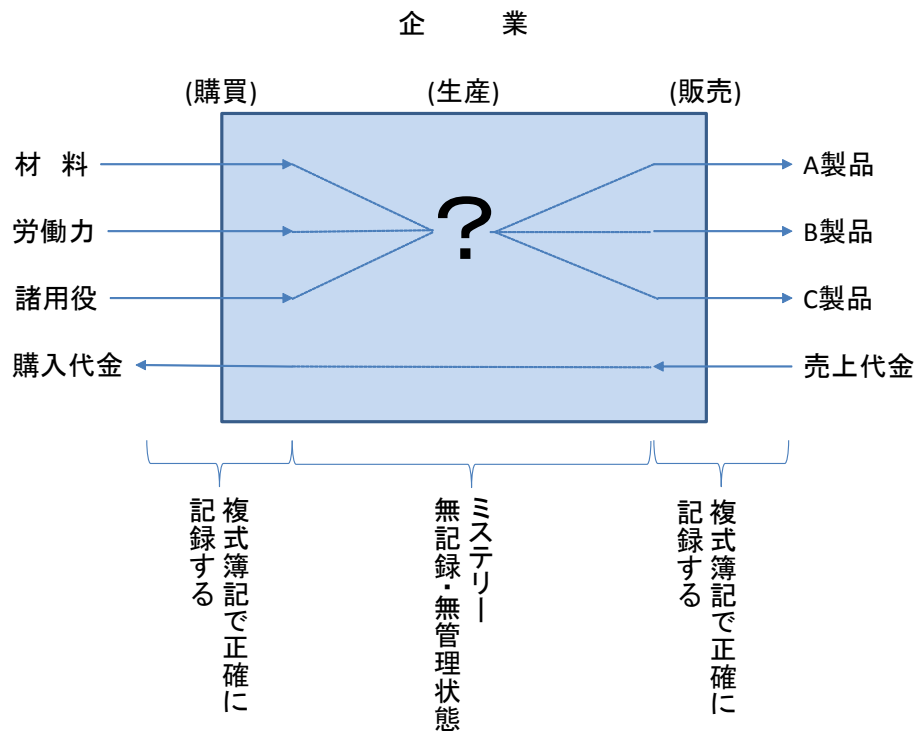 企　業
(購買)
(生産)
(販売)
材 料
労働力
諸用役
購入代金
?
A製品
B製品
C製品
売上代金
複式簿記で正確に
記録する
ミステリー
無記録・無管理状態
複式簿記で正確に
記録する